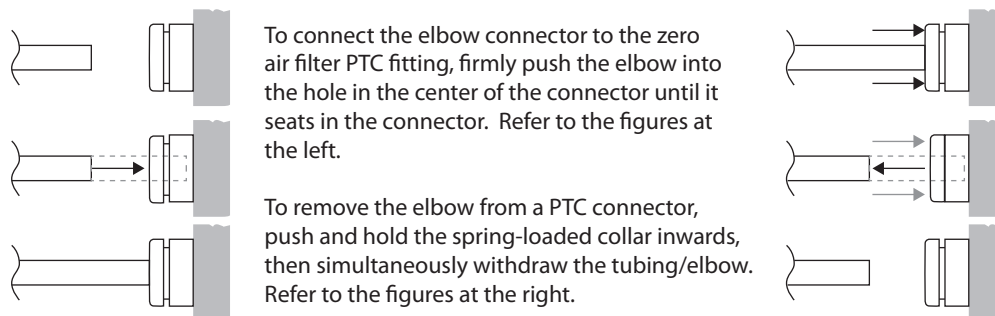 To connect the elbow connector to the zero
air filter PTC fitting, firmly push the elbow into
the hole in the center of the connector until it
seats in the connector.  Refer to the figures at
the left.
To remove the elbow from a PTC connector,
push and hold the spring-loaded collar inwards,
then simultaneously withdraw the tubing/elbow.
Refer to the figures at the right.